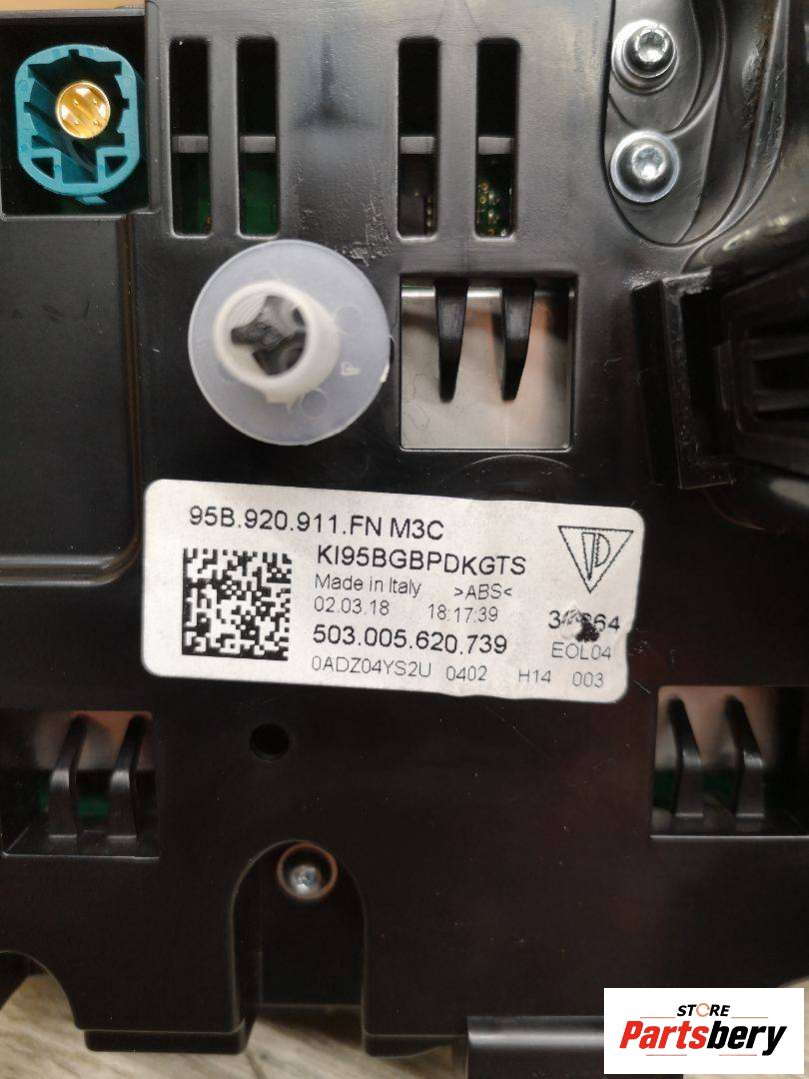 95B.920.911.FN M3C
KI95BGBPDKGTS
Made in Italy >ABS<
02.03.18 18:17:39
503.005.620.739
EOL04
0ADZ04YS2U 0402 H14 003
STORE
Partsbery